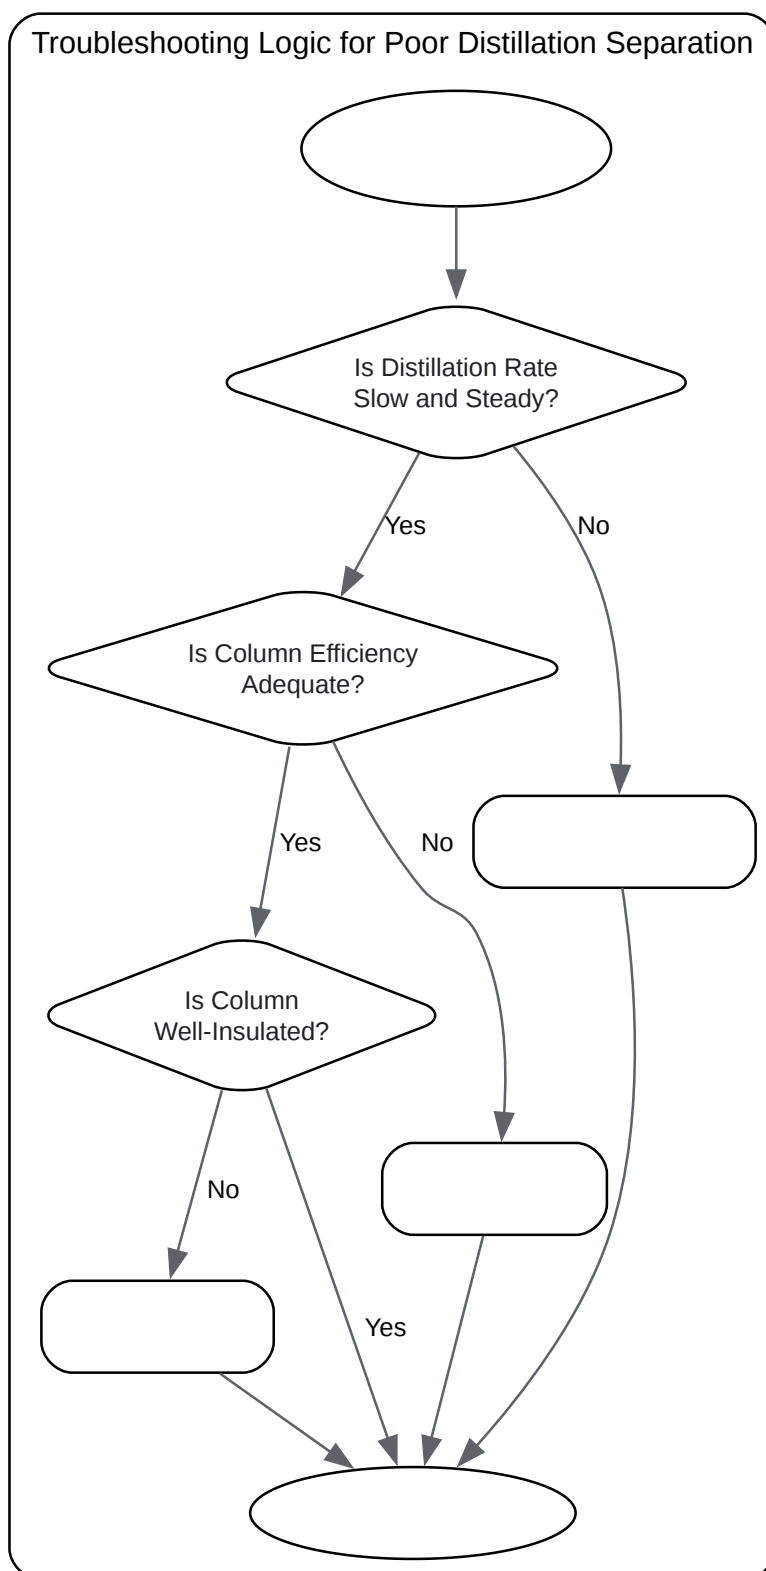 Troubleshooting Logic for Poor Distillation Separation
Is Distillation Rate
Slow and Steady?
Yes
No
Is Column Efficiency
Adequate?
Yes
No
Is Column
Well-Insulated?
No
Yes